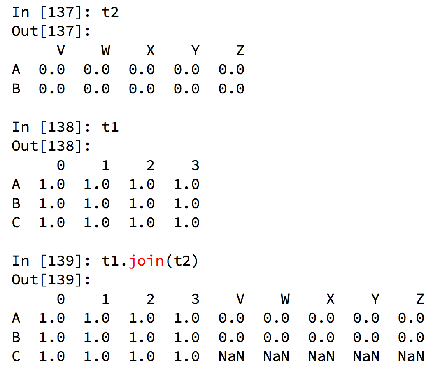 In [137]: t2
Out[137]:
     V    W    X    Y    Z
A  0.0  0.0  0.0  0.0  0.0
B  0.0  0.0  0.0  0.0  0.0
In [138]: t1
Out[138]:
     0    1    2    3
A  1.0  1.0  1.0  1.0
B  1.0  1.0  1.0  1.0
C  1.0  1.0  1.0  1.0
In [139]: t1.join(t2)
Out[139]:
     0    1    2    3    V    W    X    Y    Z
A  1.0  1.0  1.0  1.0  0.0  0.0  0.0  0.0  0.0
B  1.0  1.0  1.0  1.0  0.0  0.0  0.0  0.0  0.0
C  1.0  1.0  1.0  1.0  NaN  NaN  NaN  NaN  NaN